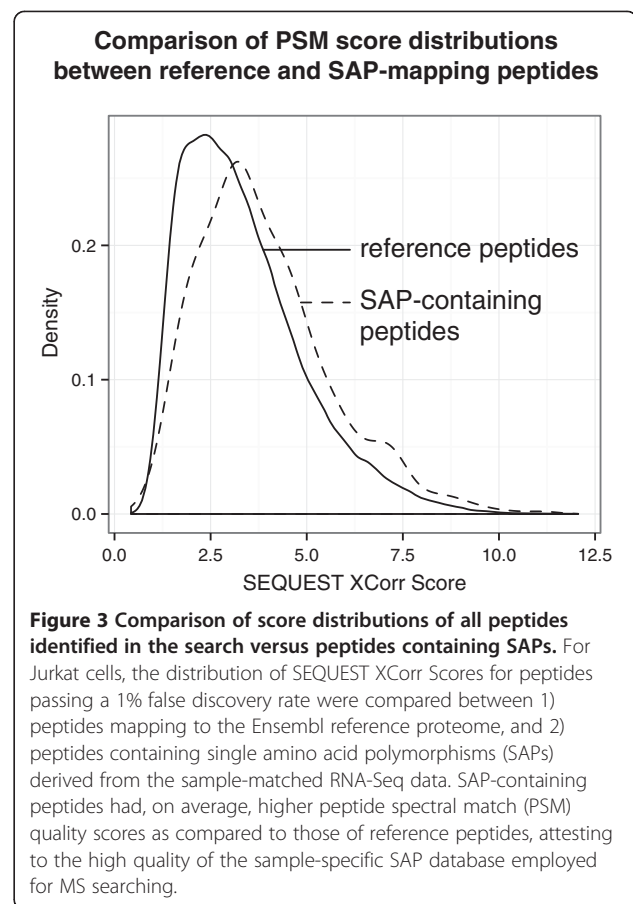 Comparison of PSM score distributions
between reference and SAP-mapping peptides
0.2
0.1
0.0
Density
reference peptides
SAP-containing
peptides
0.0 2.5 5.0 7.5 10.0 12.5
SEQUEST XCorr Score
Figure 3 Comparison of score distributions of all peptides
identified in the search versus peptides containing SAPs. For
Jurkat cells, the distribution of SEQUEST XCorr Scores for peptides
passing a 1% false discovery rate were compared between 1)
peptides mapping to the Ensembl reference proteome, and 2)
peptides containing single amino acid polymorphisms (SAPs)
derived from the sample-matched RNA-Seq data. SAP-containing
peptides had, on average, higher peptide spectral match (PSM)
quality scores as compared to those of reference peptides, attesting
to the high quality of the sample-specific SAP database employed
for MS searching.